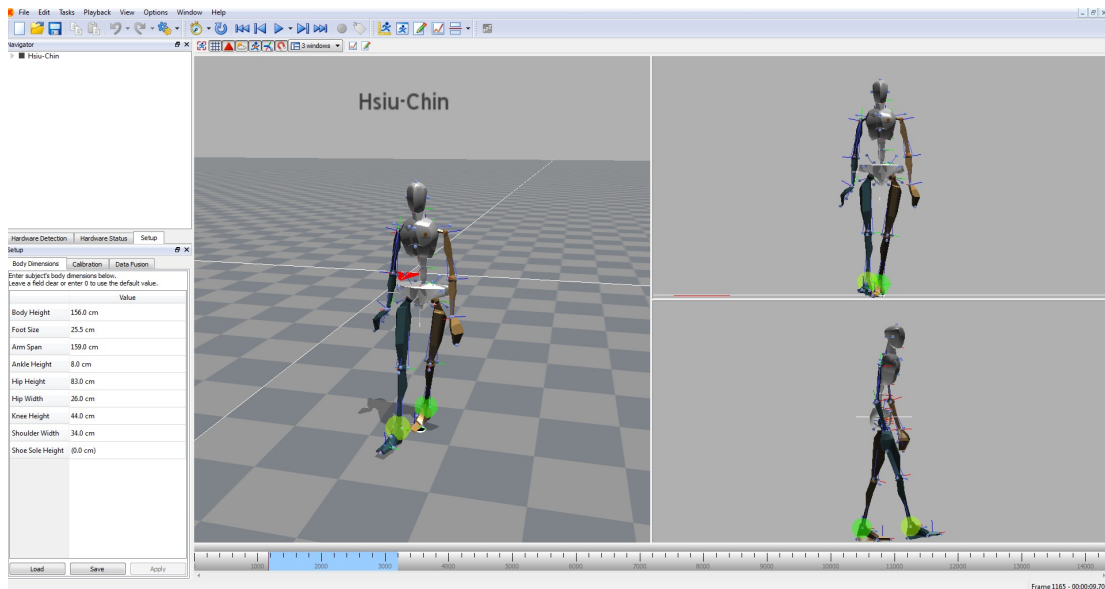 File Edit Tasks Playback View Options Window Help
Navigator
3 windows
Hsiu-Chin
Hsiu-Chin
Hardware Detection Hardware Status Setup
Setup
Body Dimensions Calibration Data Fusion
Enter subject's body dimensions below.
Leave a field clear or enter 0 to use the default value.
Value
Body Height 156.0 cm
Foot Size 25.5 cm
Arm Span 159.0 cm
Ankle Height 8.0 cm
Hip Height 83.0 cm
Hip Width 26.0 cm
Knee Height 44.0 cm
Shoulder Width 34.0 cm
Shoe Sole Height (0.0 cm)
1000 2000 3000 4000 5000 6000 7000 8000 9000 10000 11000 12000 13000 14000
Load Save Apply
Frame 1165 - 00:00:09.70